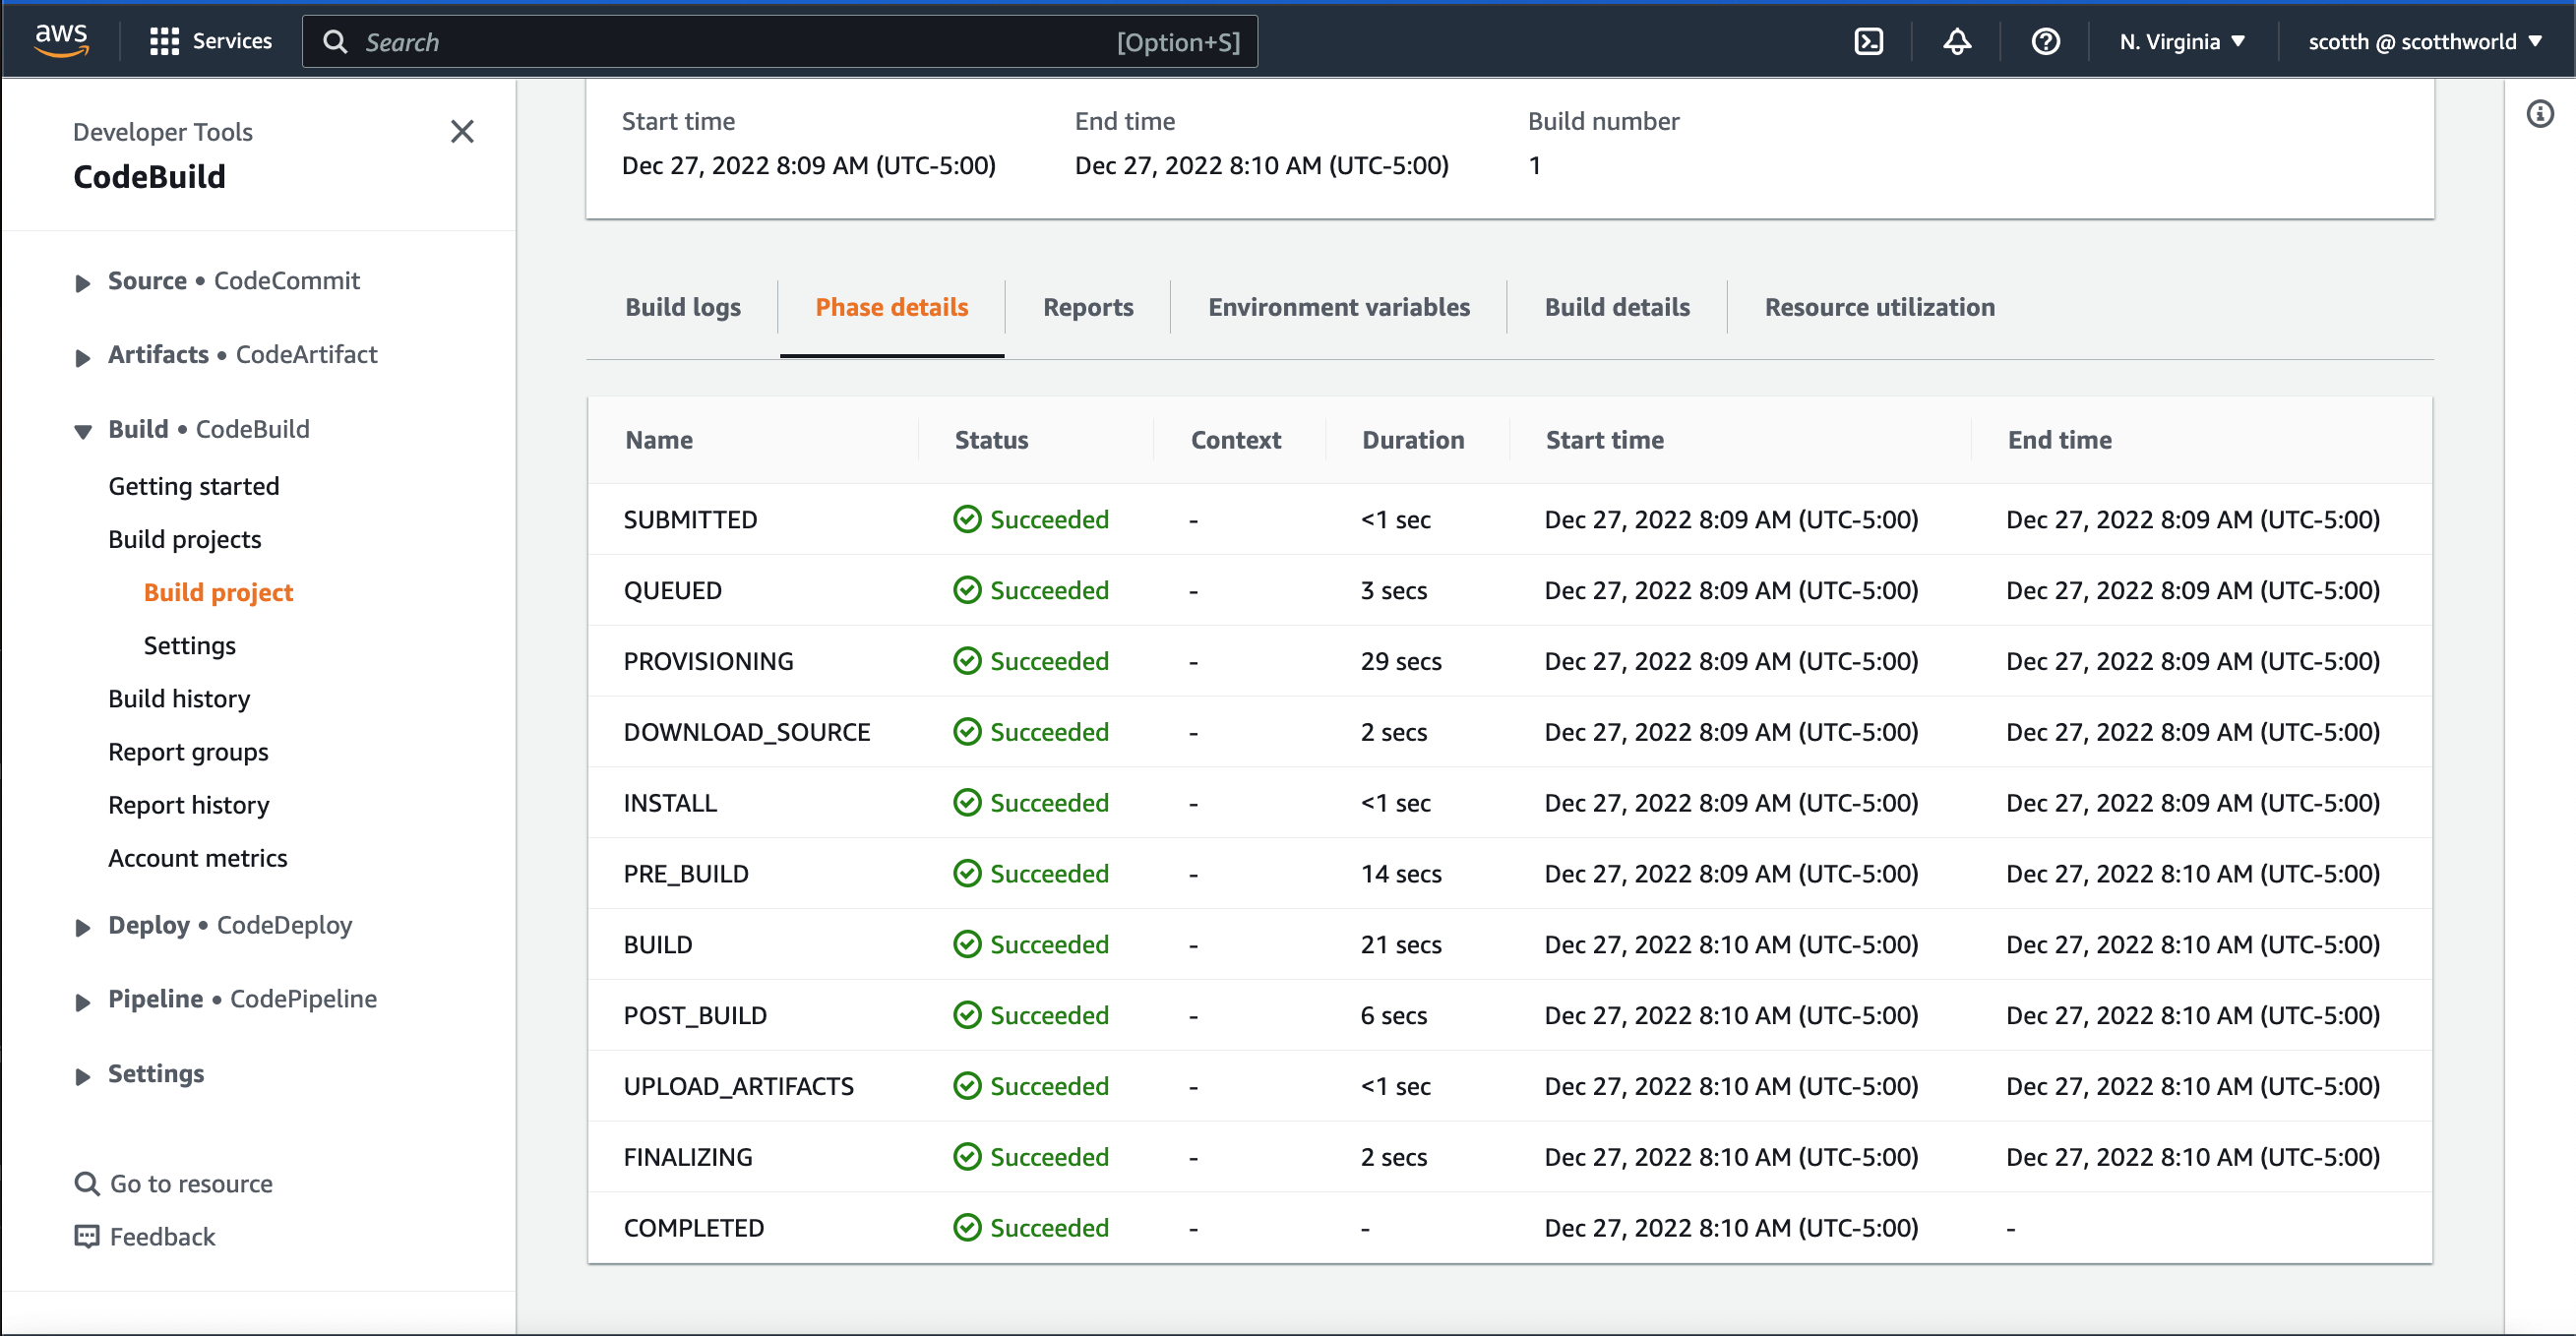 aws Services Search [Option+S] N. Virginia scotth @ scotthworld
Developer Tools
CodeBuild
Source • CodeCommit
Artifacts • CodeArtifact
Build • CodeBuild
Getting started
Build projects
Build project
Settings
Build history
Report groups
Report history
Account metrics
Deploy • CodeDeploy
Pipeline • CodePipeline
Settings
Go to resource
Feedback
Start time End time Build number
Dec 27, 2022 8:09 AM (UTC-5:00) Dec 27, 2022 8:10 AM (UTC-5:00) 1
Build logs Phase details Reports Environment variables Build details Resource utilization
Name Status Context Duration Start time End time
SUBMITTED Succeeded - <1 sec Dec 27, 2022 8:09 AM (UTC-5:00) Dec 27, 2022 8:09 AM (UTC-5:00)
QUEUED Succeeded - 3 secs Dec 27, 2022 8:09 AM (UTC-5:00) Dec 27, 2022 8:09 AM (UTC-5:00)
PROVISIONING Succeeded - 29 secs Dec 27, 2022 8:09 AM (UTC-5:00) Dec 27, 2022 8:09 AM (UTC-5:00)
DOWNLOAD_SOURCE Succeeded - 2 secs Dec 27, 2022 8:09 AM (UTC-5:00) Dec 27, 2022 8:09 AM (UTC-5:00)
INSTALL Succeeded - <1 sec Dec 27, 2022 8:09 AM (UTC-5:00) Dec 27, 2022 8:09 AM (UTC-5:00)
PRE_BUILD Succeeded - 14 secs Dec 27, 2022 8:09 AM (UTC-5:00) Dec 27, 2022 8:10 AM (UTC-5:00)
BUILD Succeeded - 21 secs Dec 27, 2022 8:10 AM (UTC-5:00) Dec 27, 2022 8:10 AM (UTC-5:00)
POST_BUILD Succeeded - 6 secs Dec 27, 2022 8:10 AM (UTC-5:00) Dec 27, 2022 8:10 AM (UTC-5:00)
UPLOAD_ARTIFACTS Succeeded - <1 sec Dec 27, 2022 8:10 AM (UTC-5:00) Dec 27, 2022 8:10 AM (UTC-5:00)
FINALIZING Succeeded - 2 secs Dec 27, 2022 8:10 AM (UTC-5:00) Dec 27, 2022 8:10 AM (UTC-5:00)
COMPLETED Succeeded - - Dec 27, 2022 8:10 AM (UTC-5:00) -